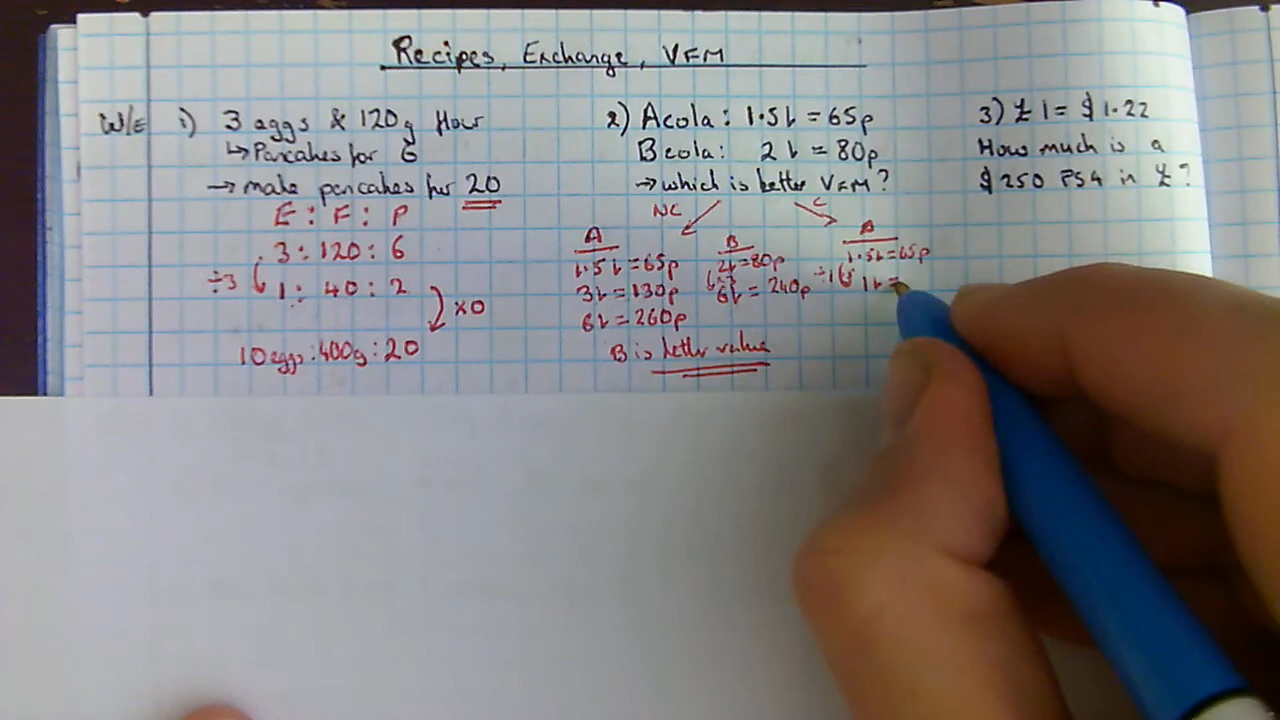 Recipes, Exchange, VFM
W/E 1) 3 eggs & 120g flour
↳ Pancakes for 6
→ make pancakes for 20
E : F : P
3 : 120 : 6
÷3
1 : 40 : 2
x0
10 eggs : 400g : 20
2) A cola : 1.5l = 65p
B cola : 2l = 80p
→ which is better VFM?
NC
C
A
1.5l = 65p
3l = 130p
6l = 260p
B
2l = 80p
6l = 240p
B is better value
A
1.5l = 65p
1l =
3) £1 = $1.22
How much is a
$250 PS4 in £?